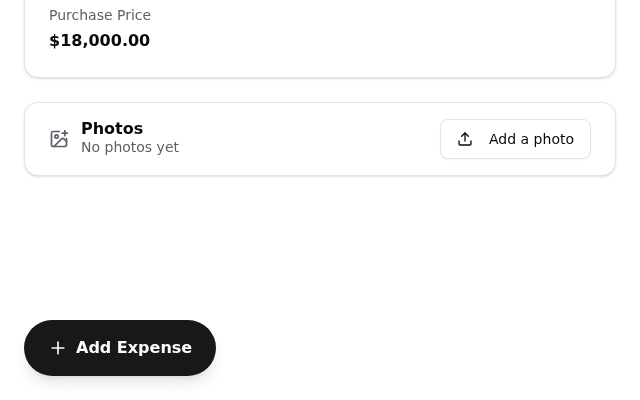 Purchase Price
$18,000.00
Photos
No photos yet
Add a photo
Add Expense